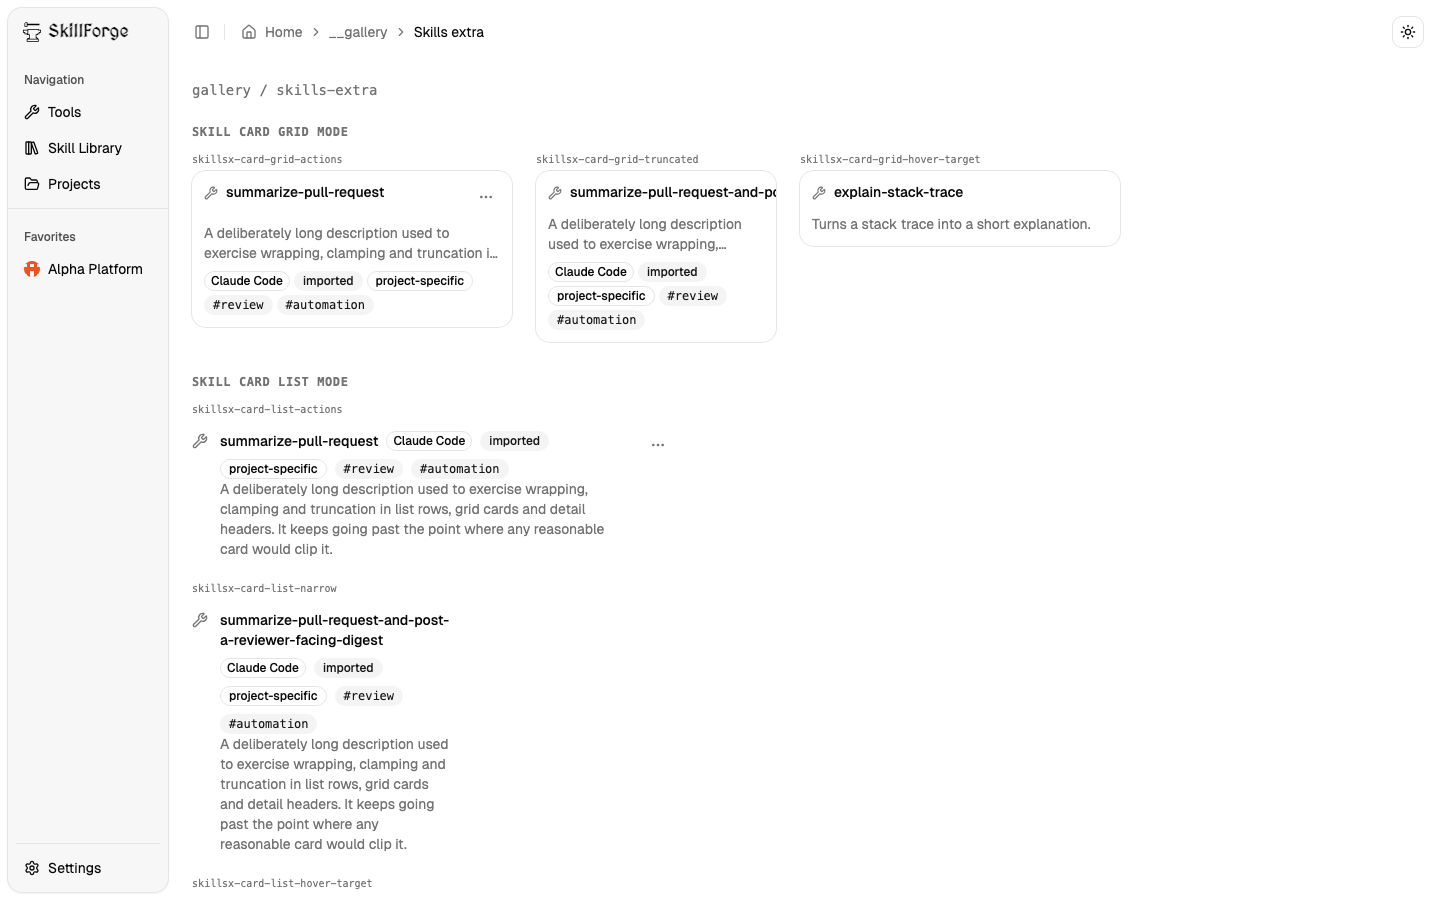 SkillForge
Navigation
Tools
Skill Library
Projects
Favorites
Alpha Platform
Settings
Home
__gallery
Skills extra
gallery / skills-extra
SKILL CARD GRID MODE
skillsx-card-grid-actions
summarize-pull-request
...
A deliberately long description used to
exercise wrapping, clamping and truncation i...
Claude Code imported project-specific
#review #automation
skillsx-card-grid-truncated
summarize-pull-request-and-po
A deliberately long description
used to exercise wrapping,...
Claude Code imported
project-specific #review
#automation
skillsx-card-grid-hover-target
explain-stack-trace
Turns a stack trace into a short explanation.
SKILL CARD LIST MODE
skillsx-card-list-actions
summarize-pull-request Claude Code imported
...
project-specific #review #automation
A deliberately long description used to exercise wrapping,
clamping and truncation in list rows, grid cards and detail
headers. It keeps going past the point where any reasonable
card would clip it.
skillsx-card-list-narrow
summarize-pull-request-and-post-
a-reviewer-facing-digest
Claude Code imported
project-specific #review
#automation
A deliberately long description used
to exercise wrapping, clamping and
truncation in list rows, grid cards
and detail headers. It keeps going
past the point where any
reasonable card would clip it.
skillsx-card-list-hover-target